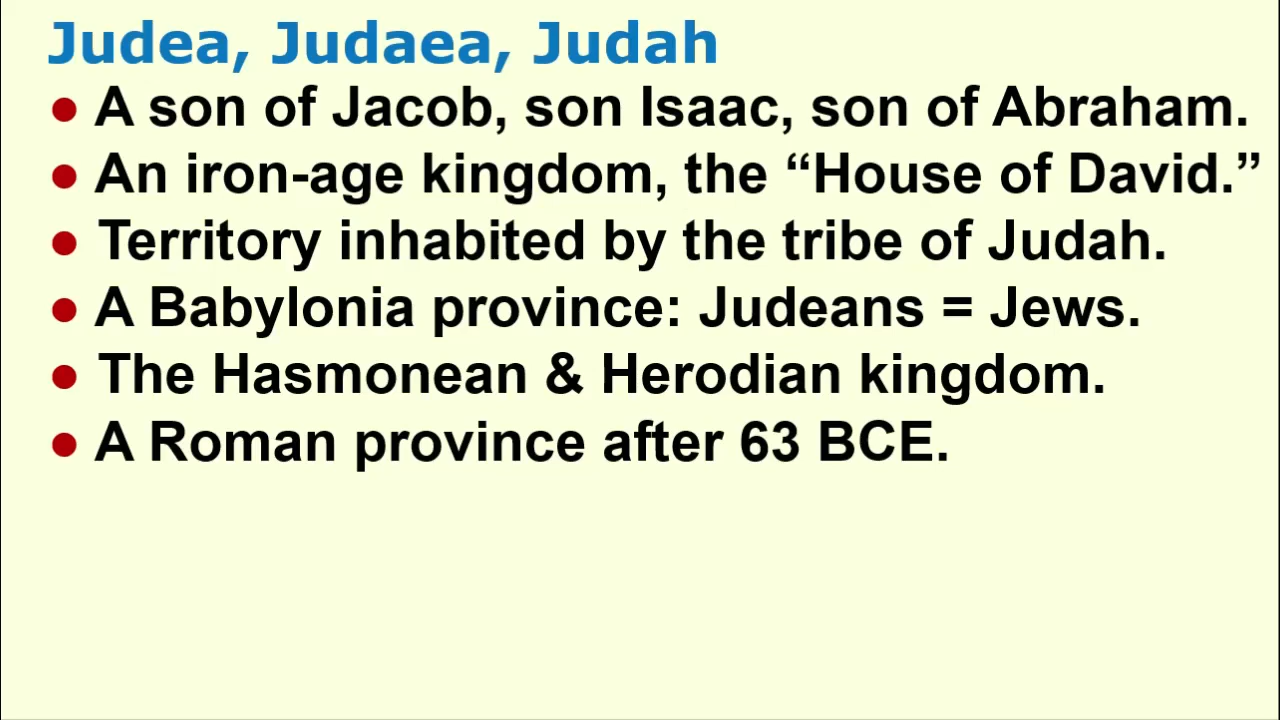 Judea, Judaea, Judah
● A son of Jacob, son Isaac, son of Abraham.
● An iron-age kingdom, the “House of David.”
● Territory inhabited by the tribe of Judah.
● A Babylonia province: Judeans = Jews.
● The Hasmonean & Herodian kingdom.
● A Roman province after 63 BCE.